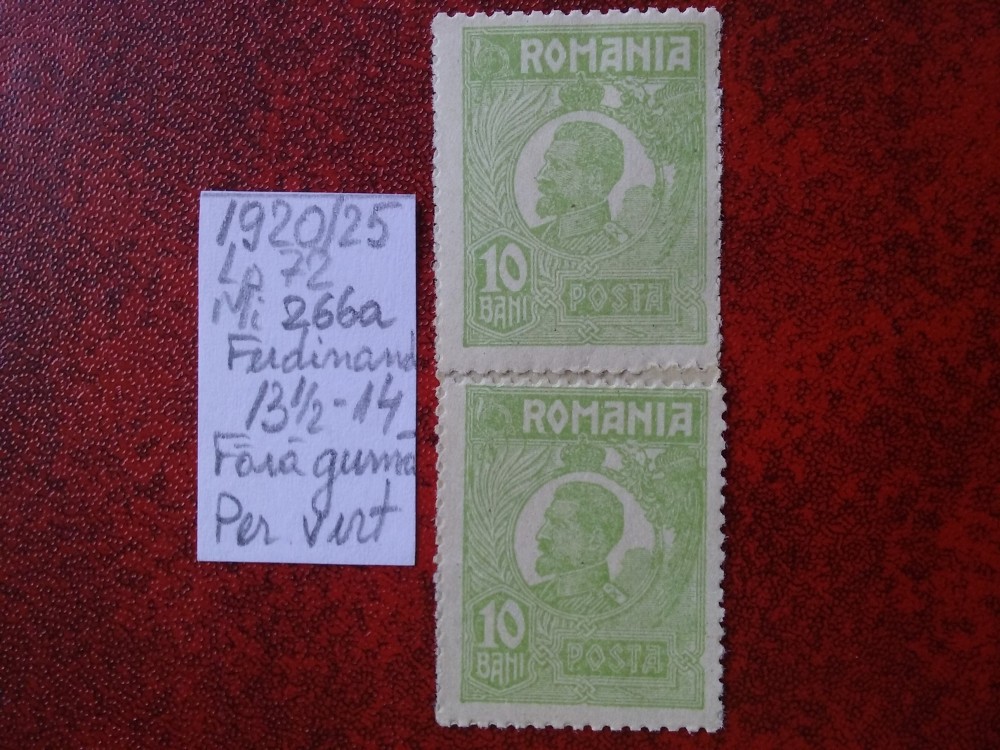 1920/25
Lp 72
Mi 266a
Ferdinand
13½-14
Fără gumă
Per. Vert
ROMANIA
10
BANI
POSTA
ROMANIA
10
BANI
POSTA